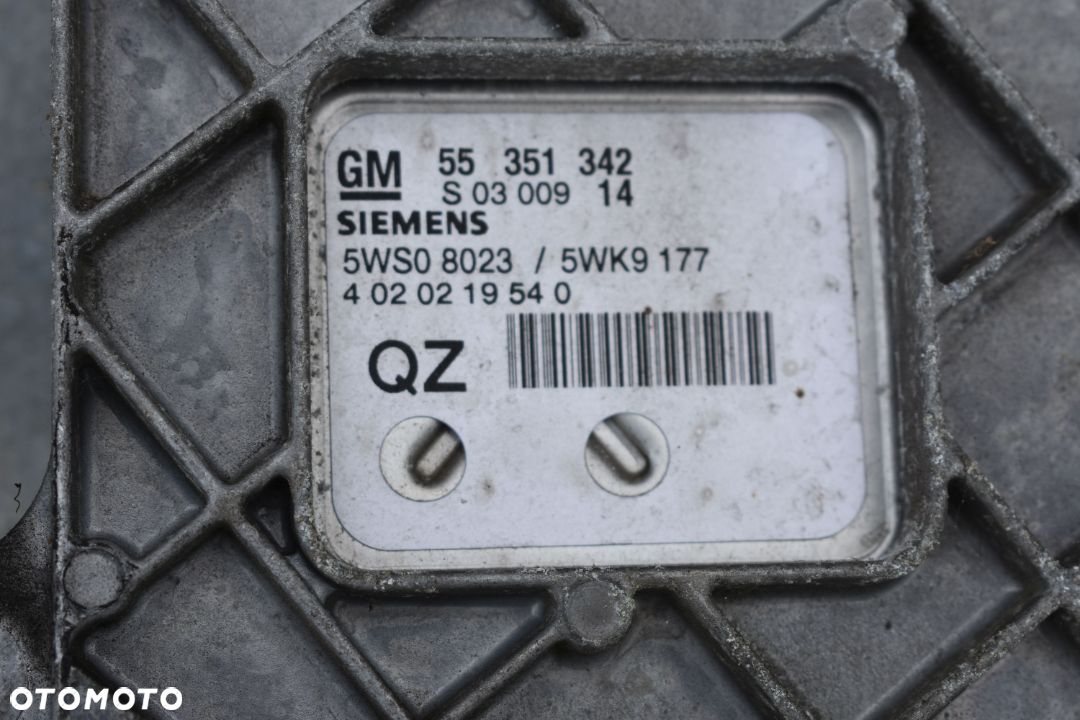 GM 55 351 342
S 03 009 14
SIEMENS
5WS0 8023 / 5WK9 177
4 02 02 19 54 0
QZ
OTOMOTO